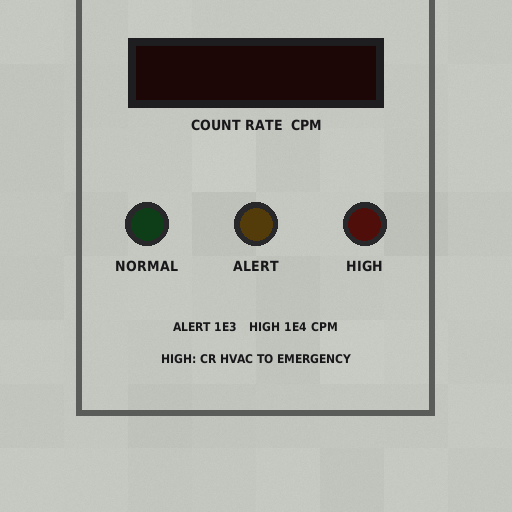 COUNT RATE CPM
NORMAL ALERT HIGH
ALERT 1E3 HIGH 1E4 CPM
HIGH: CR HVAC TO EMERGENCY